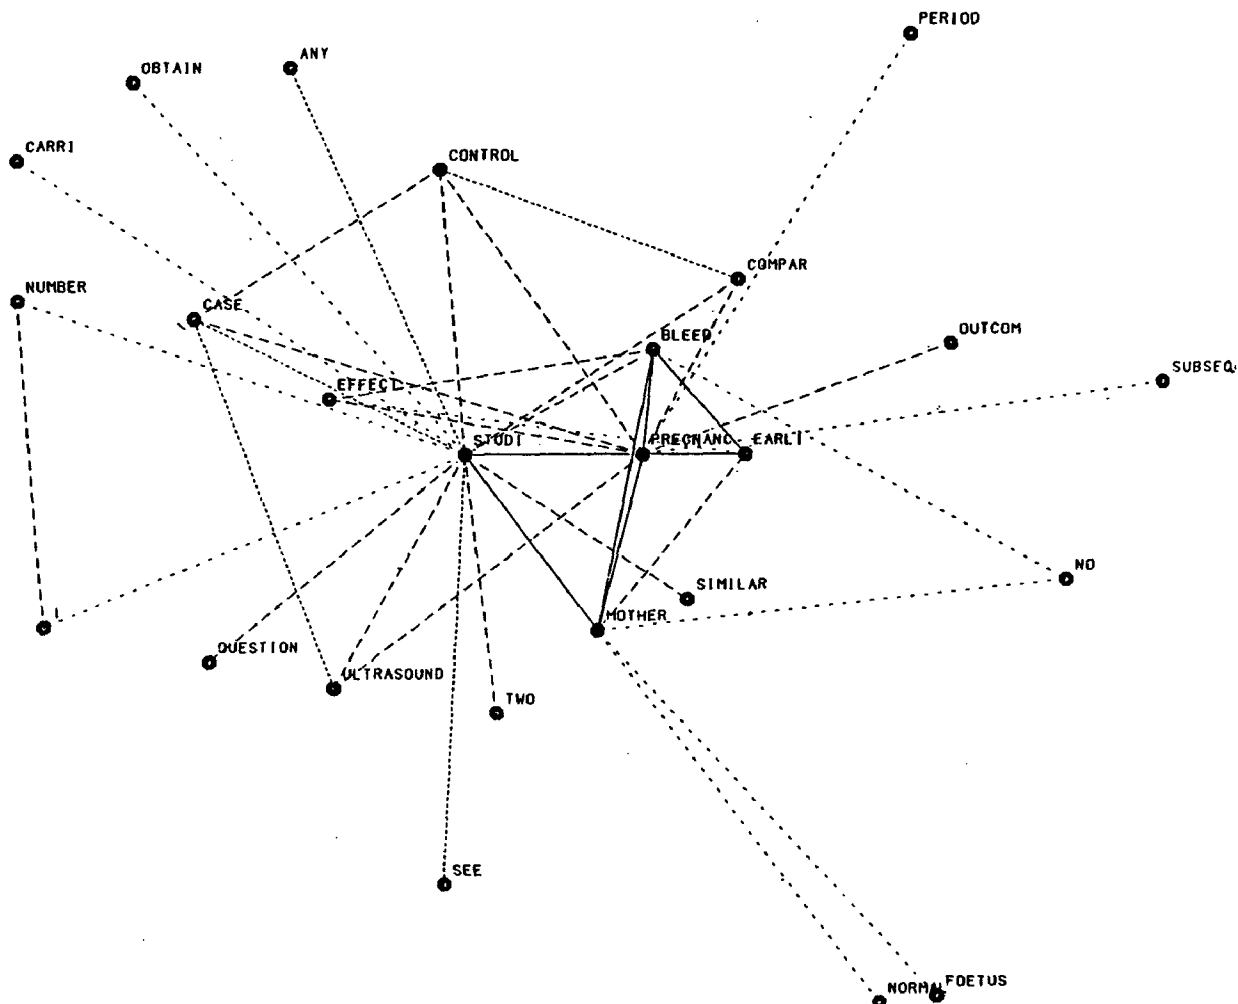 PERIOD
ANY
OBTAIN
CARRI
CONTROL
COMPAR
NUMBER
CASE
OUTCOM
BLEED
SUBSEQ
EFFECT
STUDI
PREGNANC
EARLI
NO
SIMILAR
I
MOTHER
QUESTION
ULTRASOUND
TWO
SEE
FOETUS
NORMAL